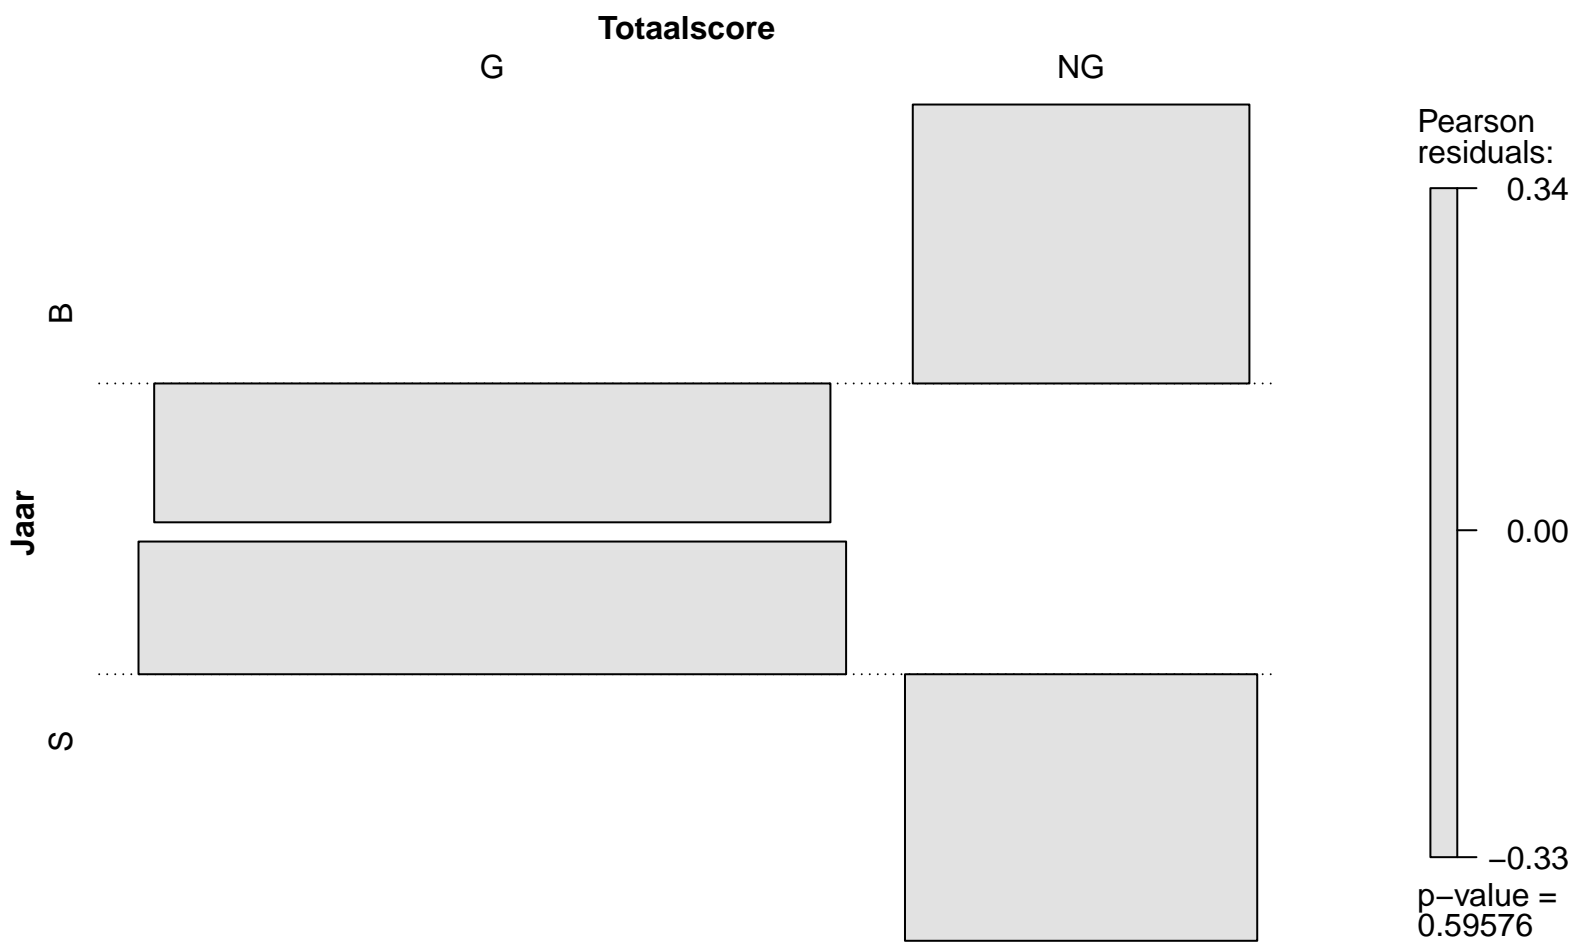 Totaalscore
G
NG
Pearson
residuals:
0.34
B
Jaar
0.00
S
−0.33
p−value =
0.59576